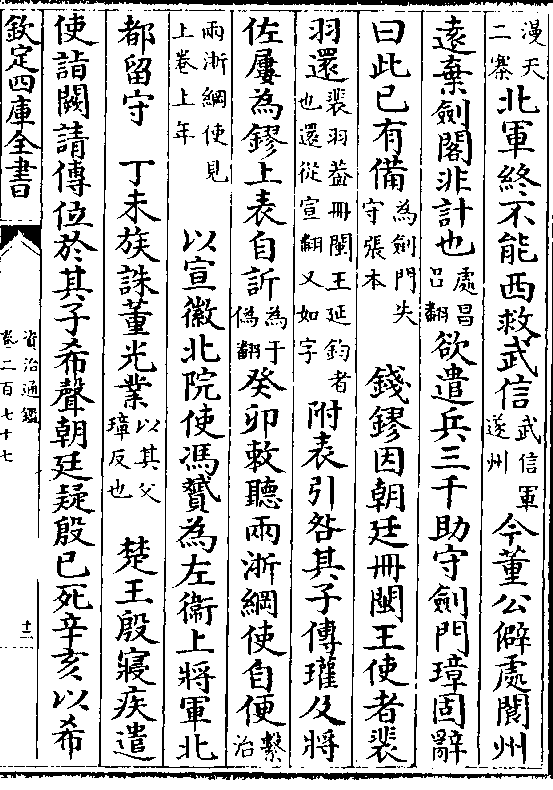 漫天二寨北軍終不能西救武信武信軍遂州今董公僻處閬州
遠棄劍閣非計也處昌呂翻欲遣兵三千助守劍門璋固辭
曰此已有備為劍門失守張本　錢鏐因朝廷冊閩王使者裴
羽還裴羽葢冊閩王延鈞者也還從宣翻又如字附表引咎其子傳瓘及將
佐屢為鏐上表自訴為于偽翻癸卯敕聽兩浙綱使自便繫治
兩浙綱使見上卷上年　以宣徽北院使馮贇為左衛上將軍北
都留守　丁未族誅董光業以其父璋反也　楚王殷寢疾遣
使詣闕請傳位於其子希聲朝廷疑殷已死辛亥以希
欽定四庫全書
資治通鑑
卷二百七十七
十二